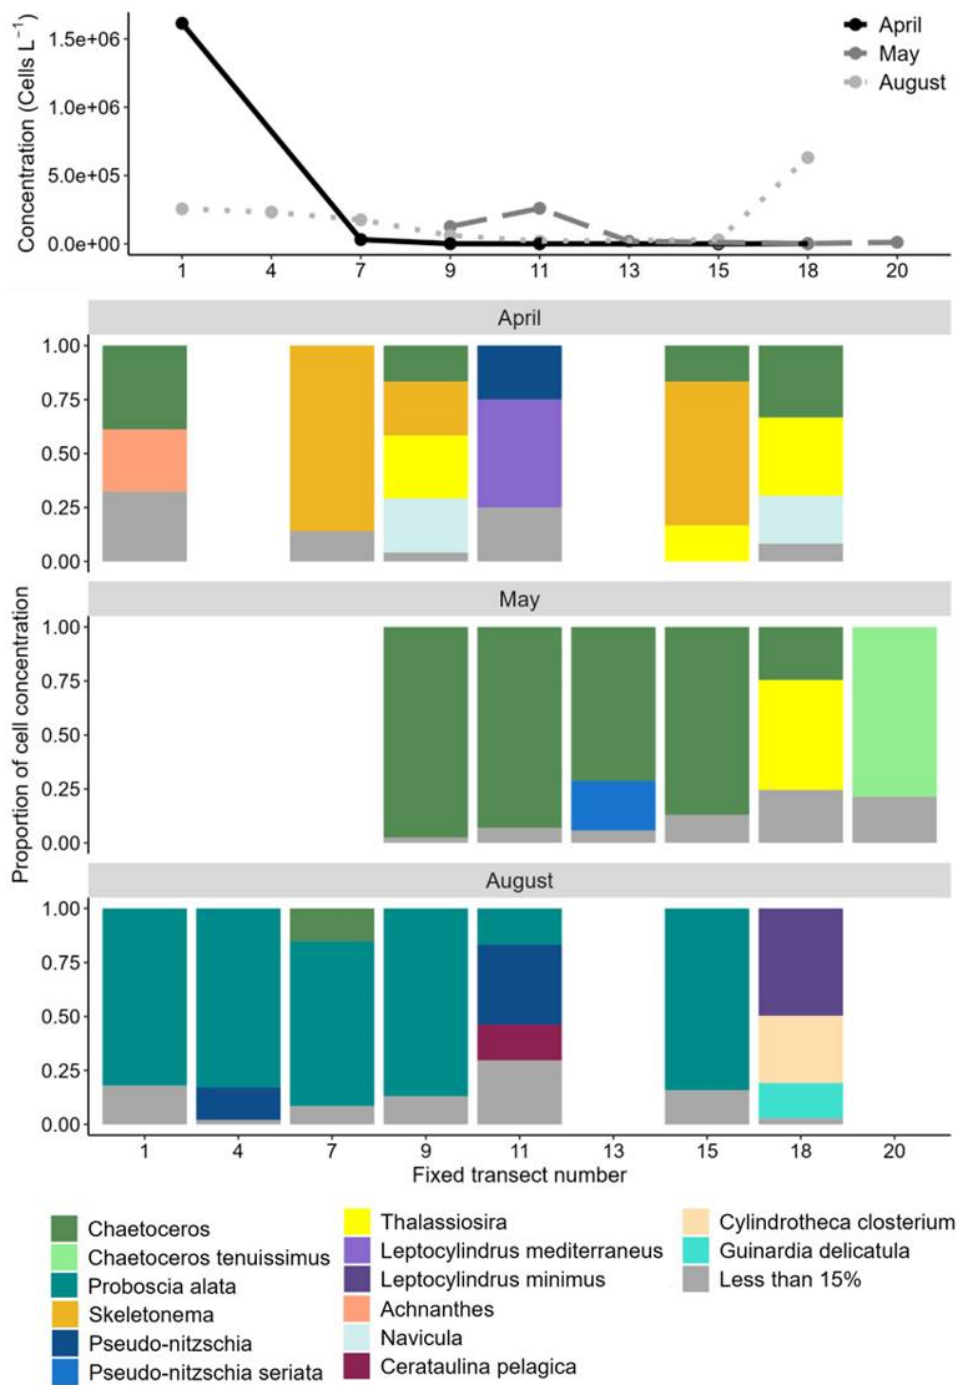 Concentration (Cells L⁻¹)
1.5e+06
1.0e+06
5.0e+05
0.0e+00
April
May
August
1 4 7 9 11 13 15 18 20
Proportion of cell concentration
April
1.00
0.75
0.50
0.25
0.00
May
1.00
0.75
0.50
0.25
0.00
August
1.00
0.75
0.50
0.25
0.00
1 4 7 9 11 13 15 18 20
Fixed transect number
Chaetoceros
Chaetoceros tenuissimus
Proboscia alata
Skeletonema
Pseudo-nitzschia
Pseudo-nitzschia seriata
Thalassiosira
Leptocylindrus mediterraneus
Leptocylindrus minimus
Achnanthes
Navicula
Cerataulina pelagica
Cylindrotheca closterium
Guinardia delicatula
Less than 15%